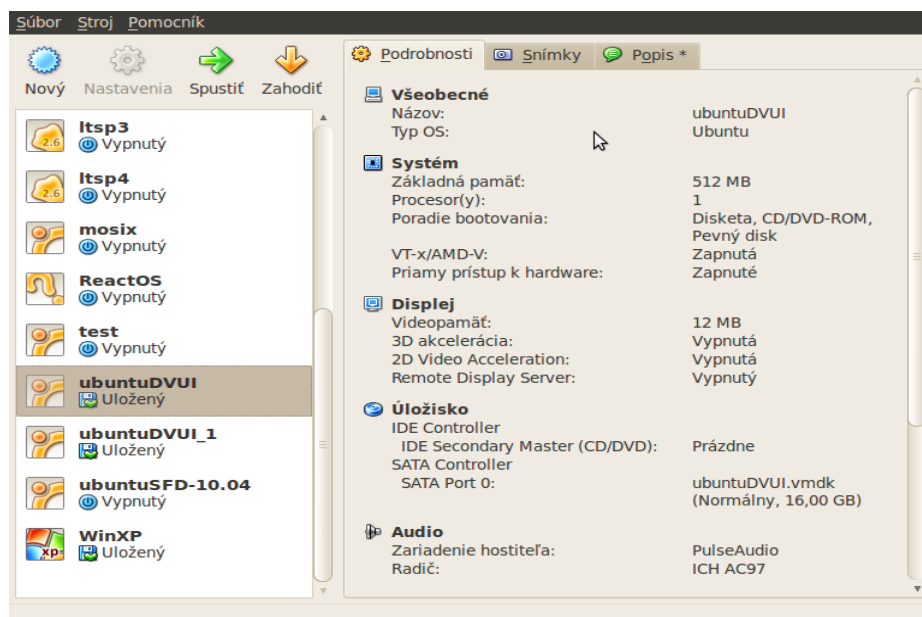 Súbor Stroj Pomocník
Nový Nastavenia Spustiť Zahodiť
ltsp3
Vypnutý
ltsp4
Vypnutý
mosix
Vypnutý
ReactOS
Vypnutý
test
Vypnutý
ubuntuDVUI
Uložený
ubuntuDVUI_1
Uložený
ubuntuSFD-10.04
Vypnutý
WinXP
Uložený
Podrobnosti Snímky Popis *
Všeobecné
Názov: ubuntuDVUI
Typ OS: Ubuntu
Systém
Základná pamäť: 512 MB
Procesor(y): 1
Poradie bootovania: Disketa, CD/DVD-ROM,
Pevný disk
VT-x/AMD-V: Zapnutá
Priamy prístup k hardware: Zapnuté
Displej
Videopamäť: 12 MB
3D akcelerácia: Vypnutá
2D Video Acceleration: Vypnutá
Remote Display Server: Vypnutý
Úložisko
IDE Controller
IDE Secondary Master (CD/DVD): Prázdne
SATA Controller
SATA Port 0: ubuntuDVUI.vmdk
(Normálny, 16,00 GB)
Audio
Zariadenie hostiteľa: PulseAudio
Radič: ICH AC97
2.6
2.6
xp